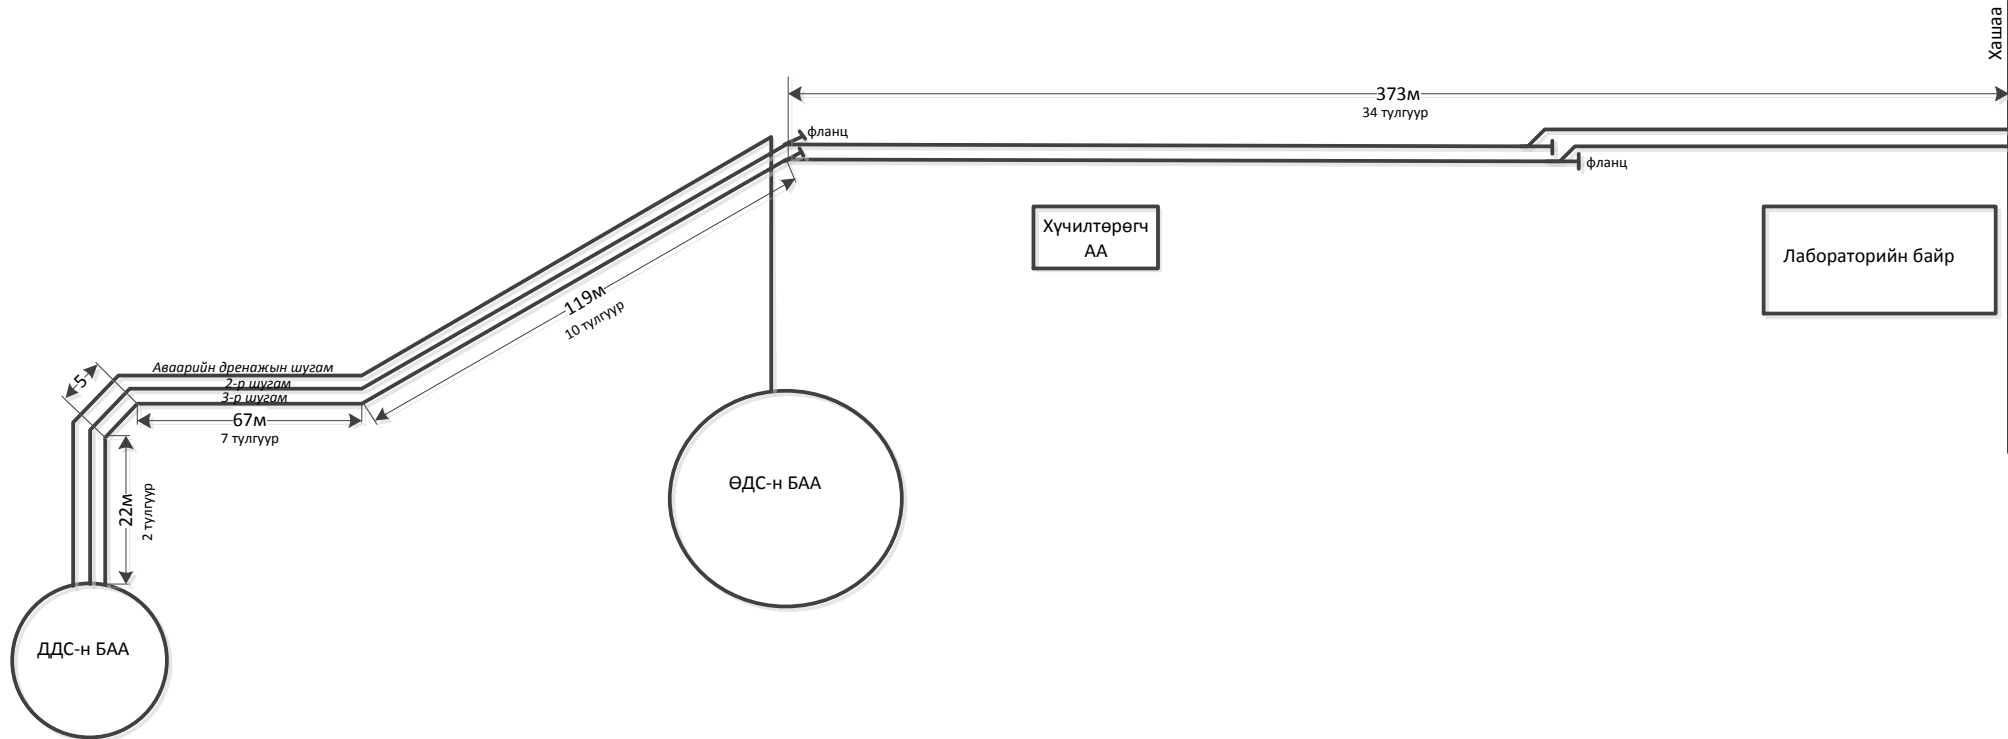 Хашаа
373м
34 тулгуур
фланц
фланц
Хүчилтөрөгч
АА
Лабораторийн байр
119м
10 тулгуур
Аваарийн дренажын шугам
2-р шугам
3-р шугам
5
67м
7 тулгуур
22м
2 тулгуур
ӨДС-н БАА
ДДС-н БАА